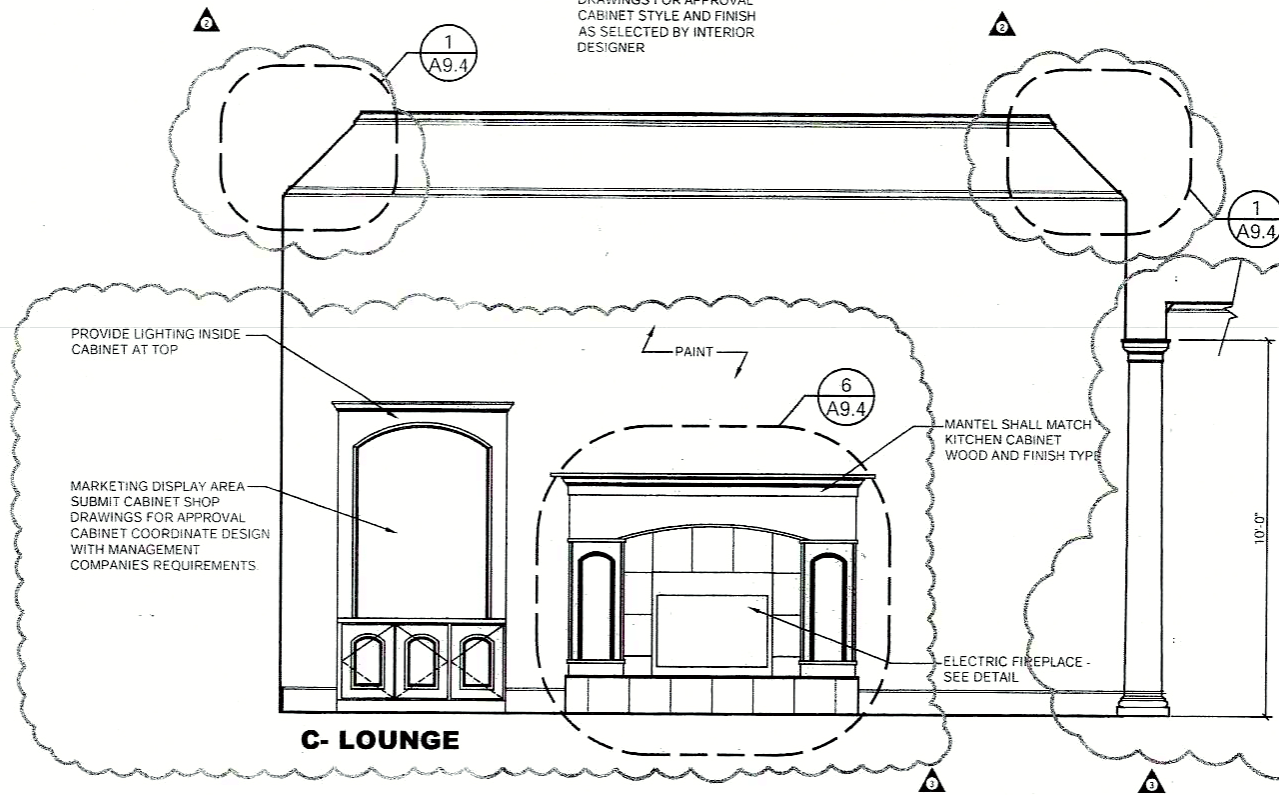 DRAWINGS FOR APPROVAL
CABINET STYLE AND FINISH
AS SELECTED BY INTERIOR
DESIGNER
2
2
1
A9.4
1
A9.4
PROVIDE LIGHTING INSIDE
CABINET AT TOP
PAINT
6
A9.4
MANTEL SHALL MATCH
KITCHEN CABINET
WOOD AND FINISH TYPE
MARKETING DISPLAY AREA
SUBMIT CABINET SHOP
DRAWINGS FOR APPROVAL
CABINET COORDINATE DESIGN
WITH MANAGEMENT
COMPANIES REQUIREMENTS.
10'-0"
ELECTRIC FIREPLACE -
SEE DETAIL
C- LOUNGE
3
3